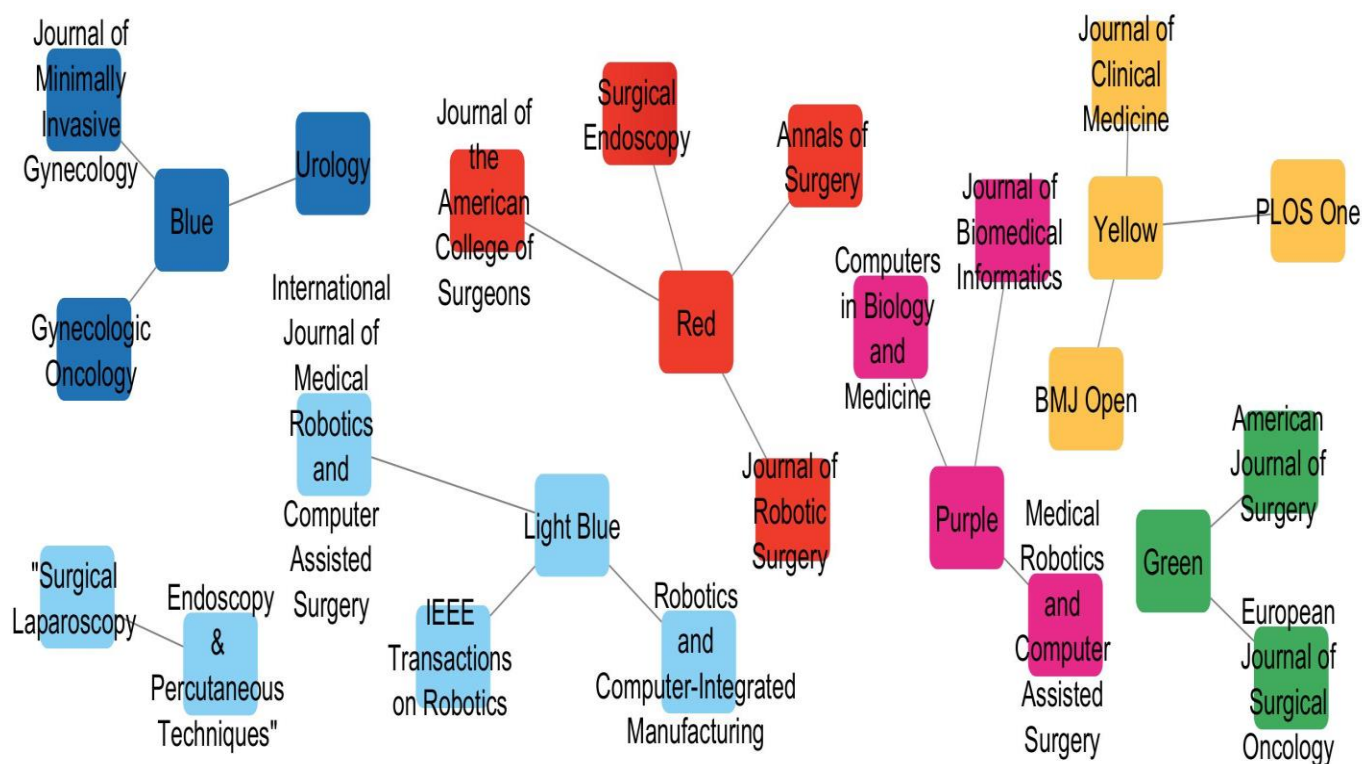 Journal of
Minimally
Invasive
Gynecology
Urology
Blue
Gynecologic
Oncology
Journal of
the
American
College of
Surgeons
Surgical
Endoscopy
Annals of
Surgery
Red
Journal of
Robotic
Surgery
International
Journal of
Medical
Robotics
and
Computer
Assisted
Surgery
Light Blue
IEEE
Transactions
on Robotics
Robotics
and
Computer-Integrated
Manufacturing
"Surgical
Laparoscopy
Endoscopy
&
Percutaneous
Techniques"
Computers
in Biology
and
Medicine
Journal of
Biomedical
Informatics
Purple
Medical
Robotics
and
Computer
Assisted
Surgery
Journal of
Clinical
Medicine
Yellow
PLOS One
BMJ Open
American
Journal of
Surgery
Green
European
Journal of
Surgical
Oncology